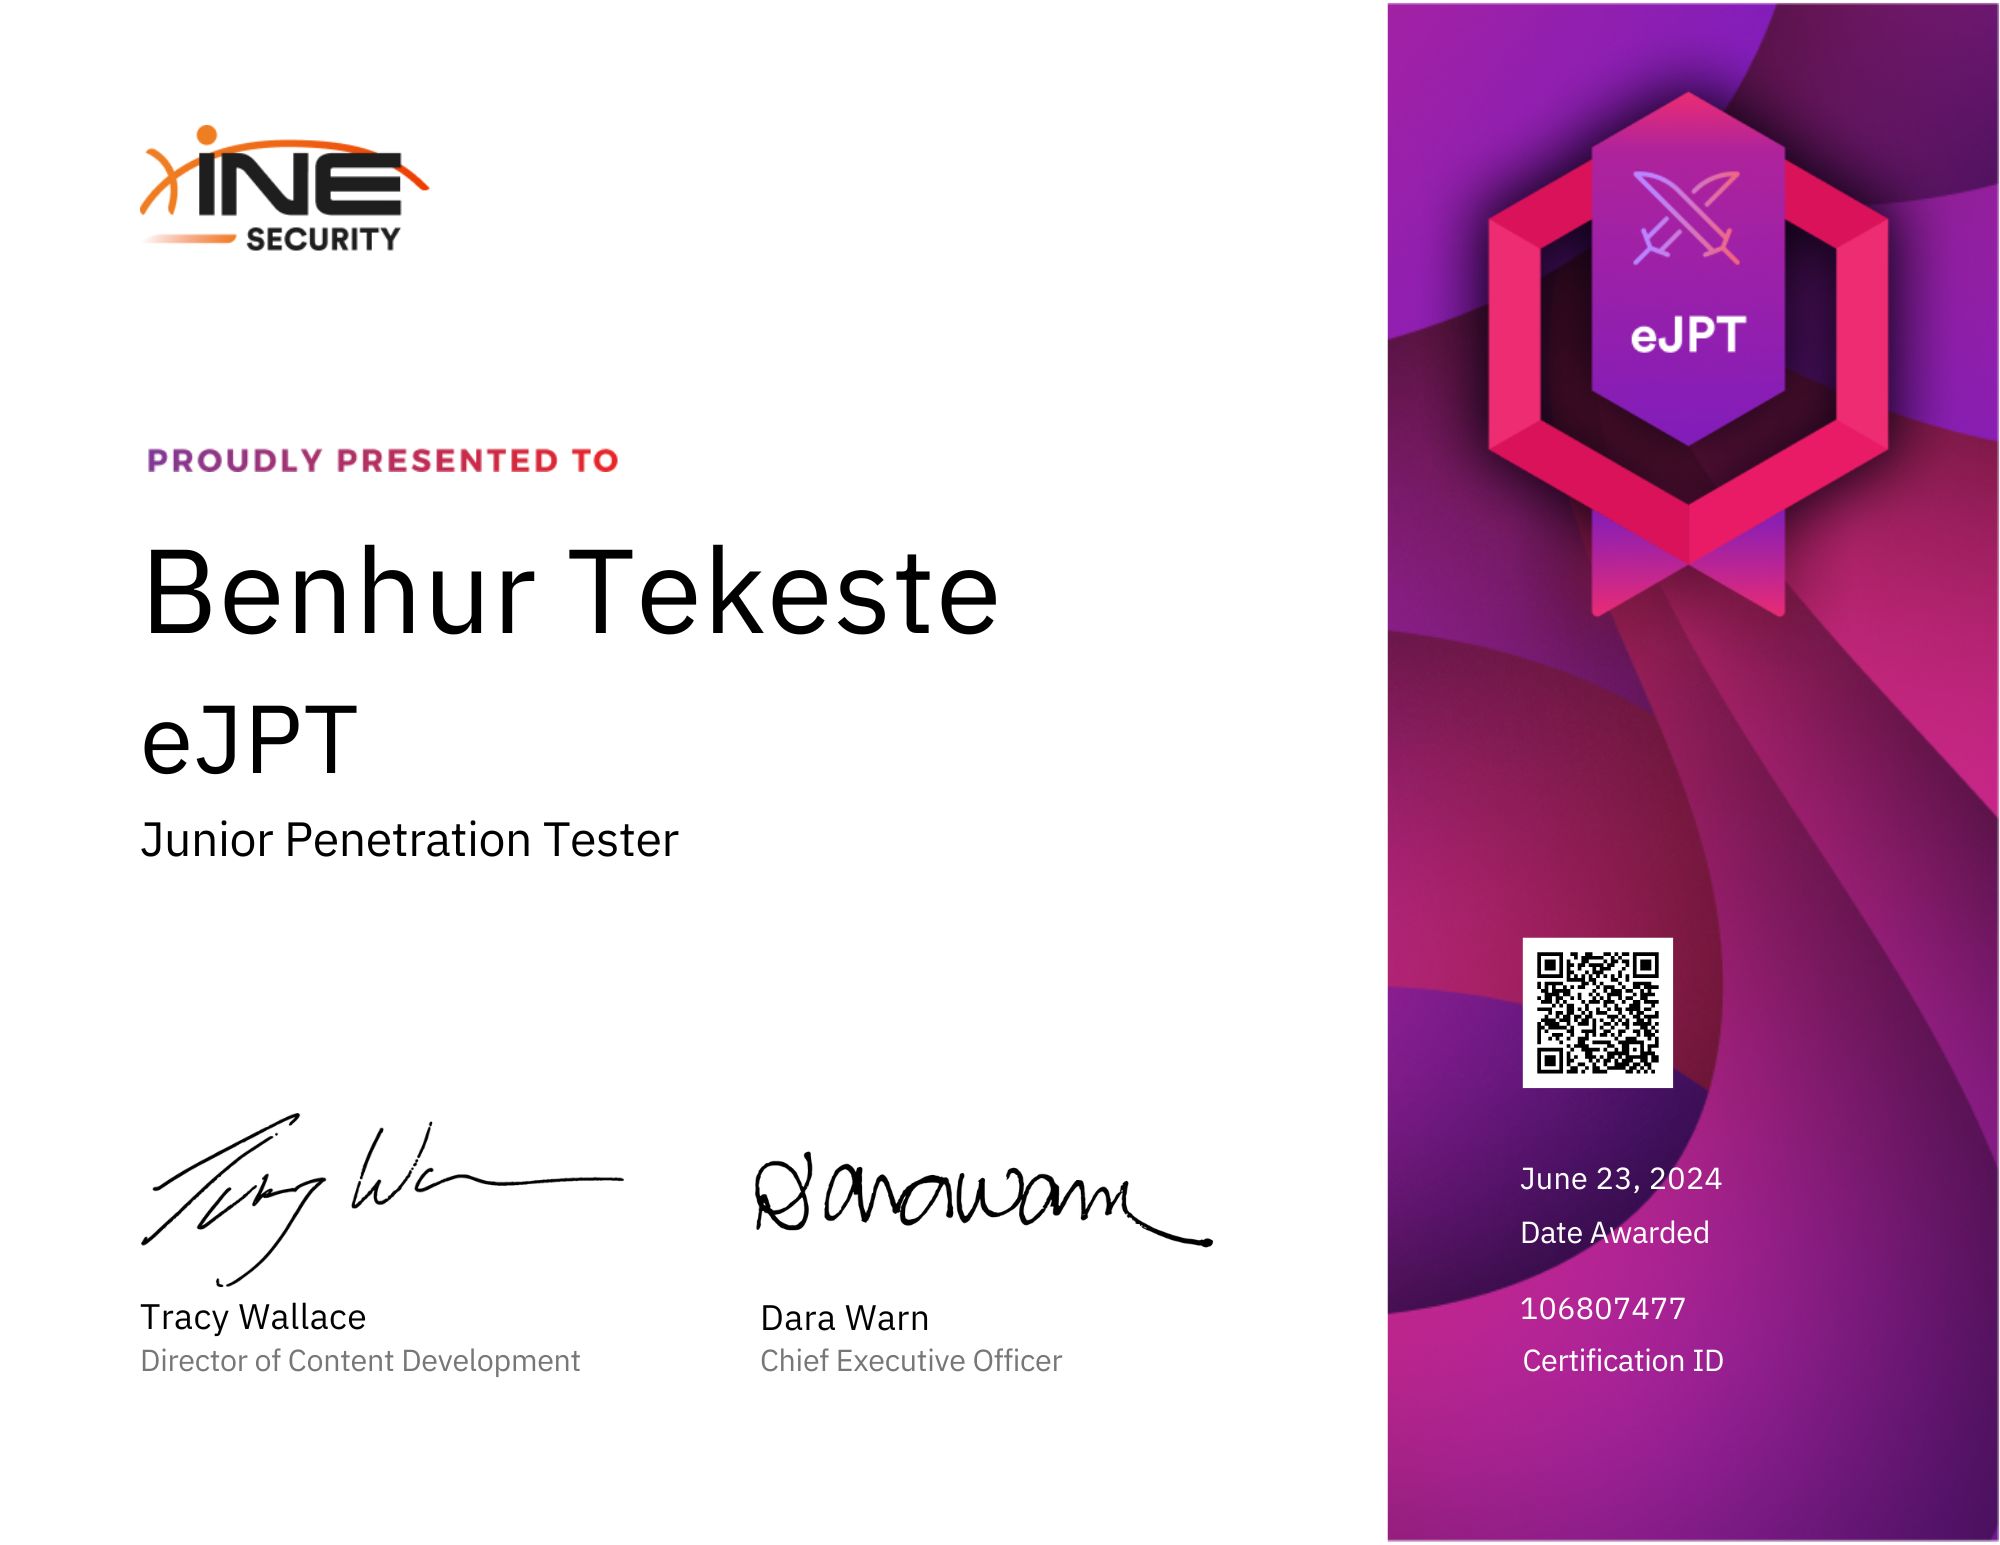 iNE
SECURITY
PROUDLY PRESENTED TO
Benhur Tekeste
eJPT
Junior Penetration Tester
Tracy Wallace
Director of Content Development
Dara Warn
Chief Executive Officer
eJPT
June 23, 2024
Date Awarded
106807477
Certification ID